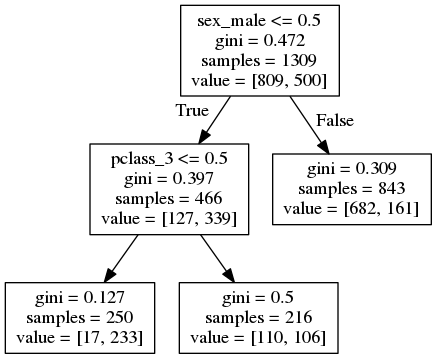 sex_male <= 0.5
gini = 0.472
samples = 1309
value = [809, 500]
True
False
pclass_3 <= 0.5
gini = 0.397
samples = 466
value = [127, 339]
gini = 0.309
samples = 843
value = [682, 161]
gini = 0.127
samples = 250
value = [17, 233]
gini = 0.5
samples = 216
value = [110, 106]